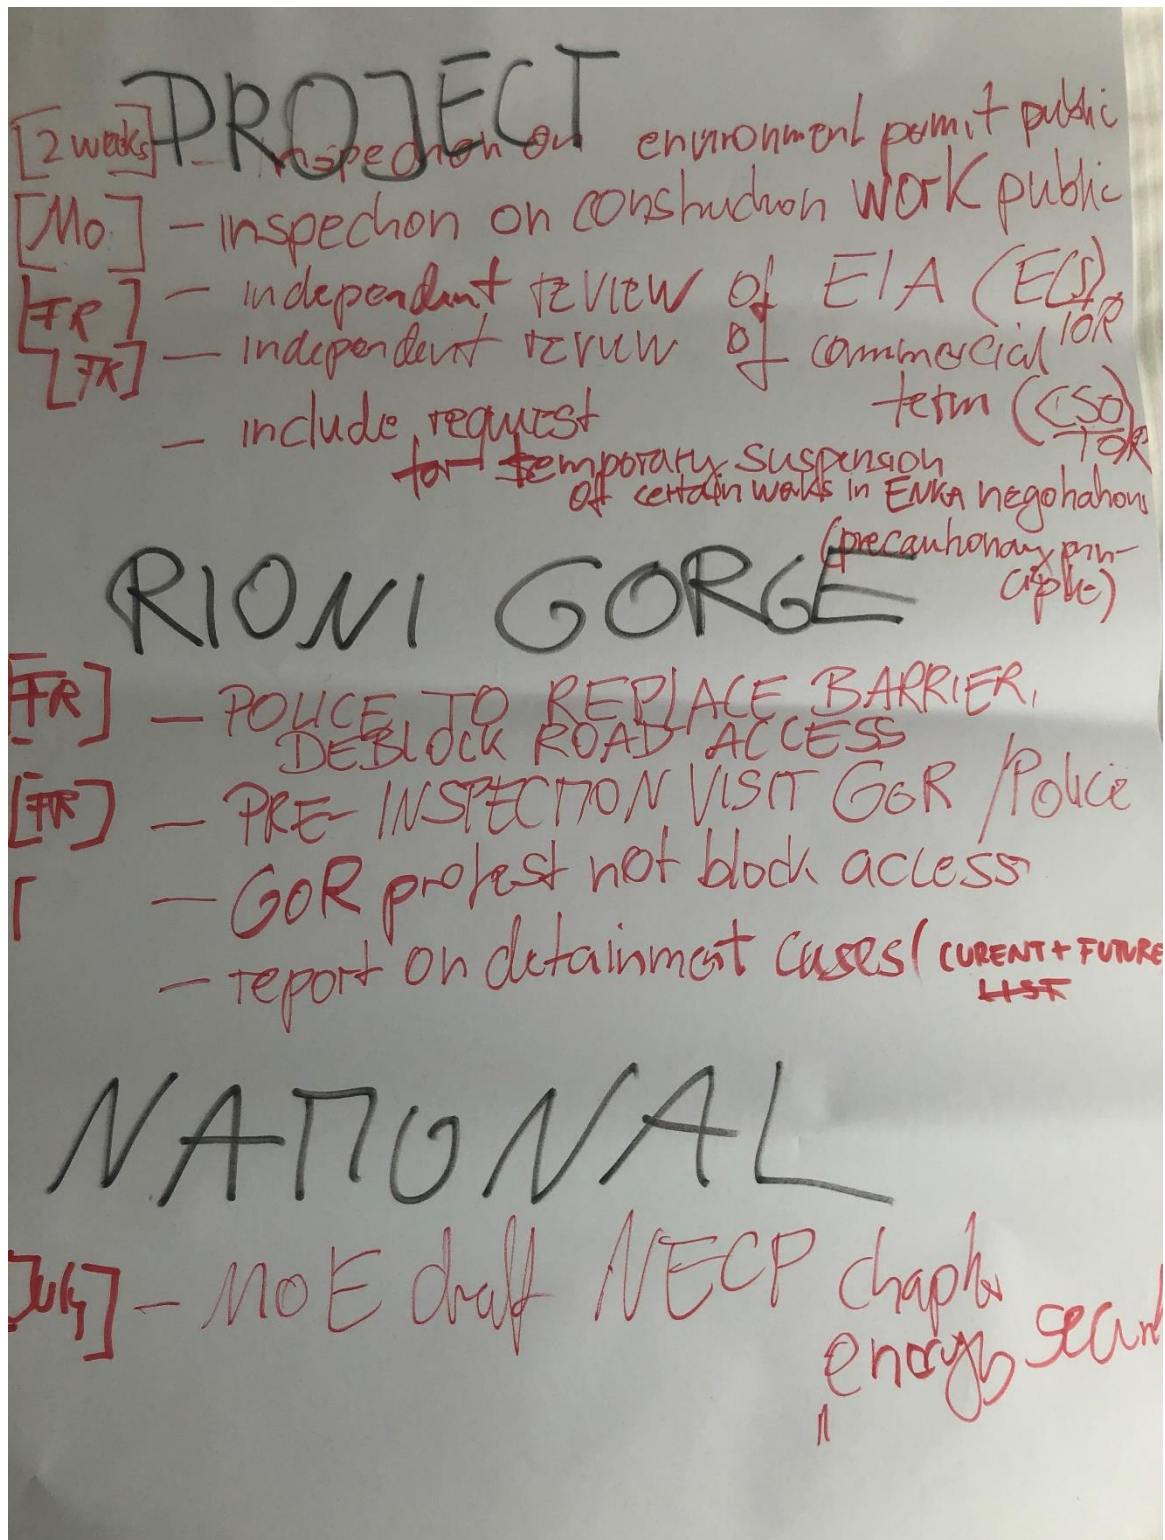 PROJECT
[2 weeks] - inspection on environment permit public
[Mo.] - inspection on construction work public
[FR] - independent review of EIA (ECS)
TOR
[FR] - independent review of commercial
term (CSO)
TOR
- include request
for temporary suspension
of certain works in ENKA negotiations
(precautionary prin-
ciple)
RIONI GORGE
[FR] - POLICE TO REPLACE BARRIER,
DEBLOCK ROAD ACCESS
[FR] - PRE-INSPECTION VISIT GoR /Police
[ - GoR protest not block access
- report on detainment cases ( CURENT + FUTURE
LIST
NATIONAL
July] - MoE draft NECP chapter
energy secur